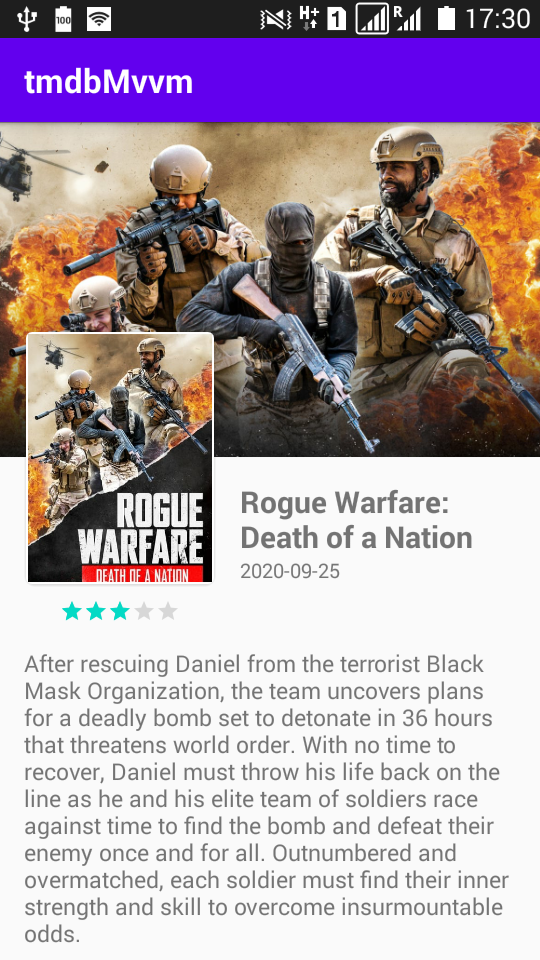 100 H+ 1 R 17:30
tmdbMvvm
ROGUE
WARFARE
DEATH OF A NATION
Rogue Warfare:
Death of a Nation
2020-09-25
After rescuing Daniel from the terrorist Black
Mask Organization, the team uncovers plans
for a deadly bomb set to detonate in 36 hours
that threatens world order. With no time to
recover, Daniel must throw his life back on the
line as he and his elite team of soldiers race
against time to find the bomb and defeat their
enemy once and for all. Outnumbered and
overmatched, each soldier must find their inner
strength and skill to overcome insurmountable
odds.